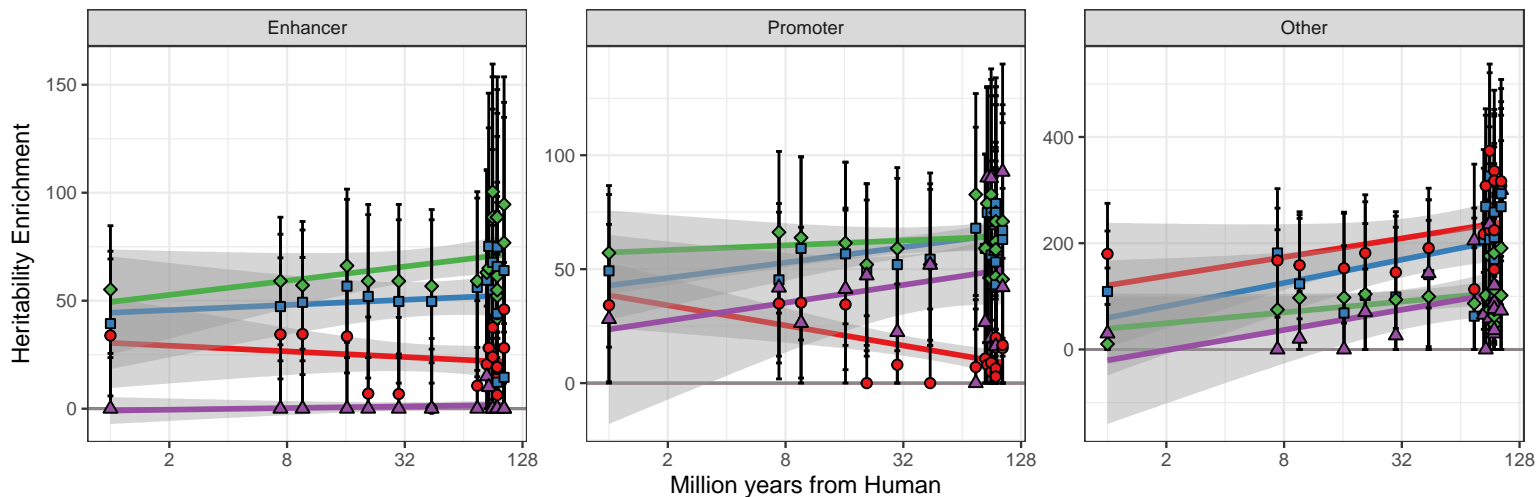 Enhancer Promoter Other
Heritability Enrichment
150
100
50
0
2 8 32 128
100
50
0
2 8 32 128
400
200
0
2 8 32 128
Million years from Human